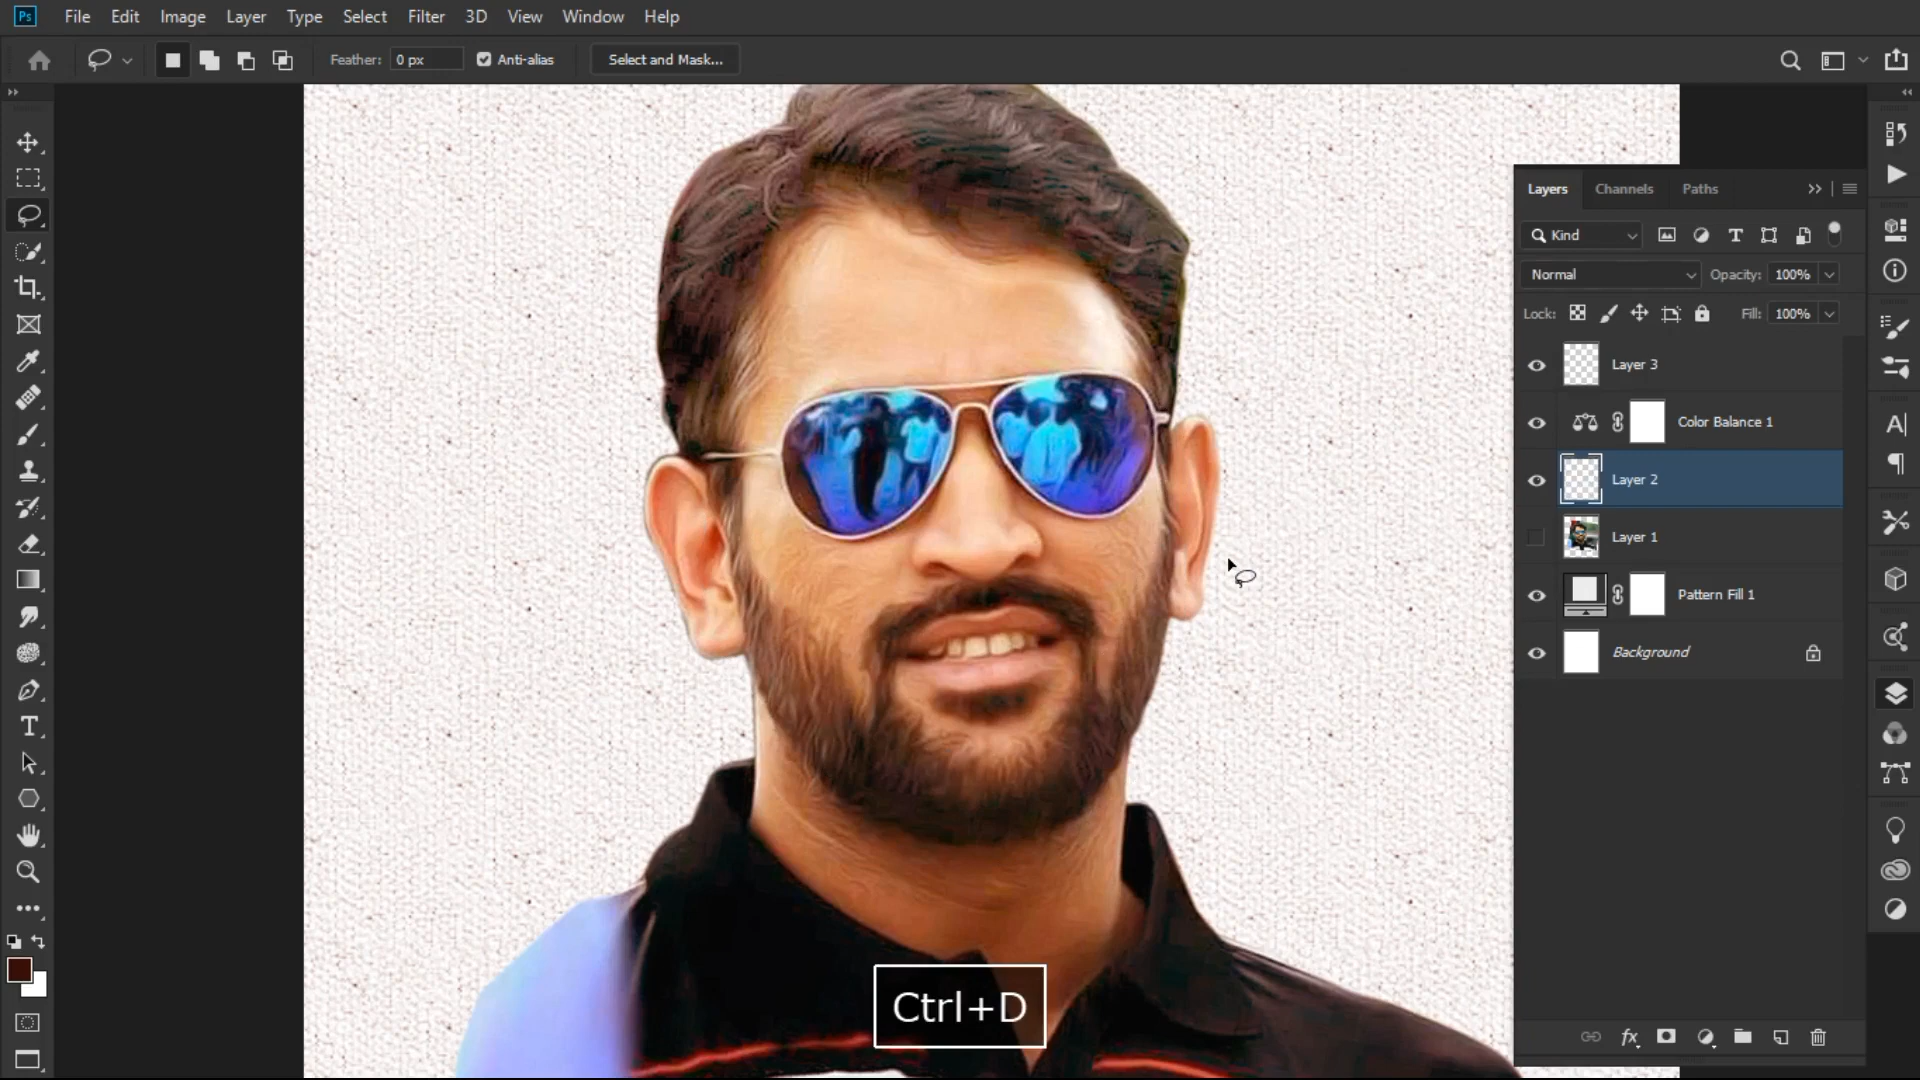 Ps File Edit Image Layer Type Select Filter 3D View Window Help
Feather: 0 px Anti-alias Select and Mask...
Layers Channels Paths
Kind
Normal Opacity: 100%
Lock: Fill: 100%
Layer 3
Color Balance 1
Layer 2
Layer 1
Pattern Fill 1
Background
fx
Ctrl+D